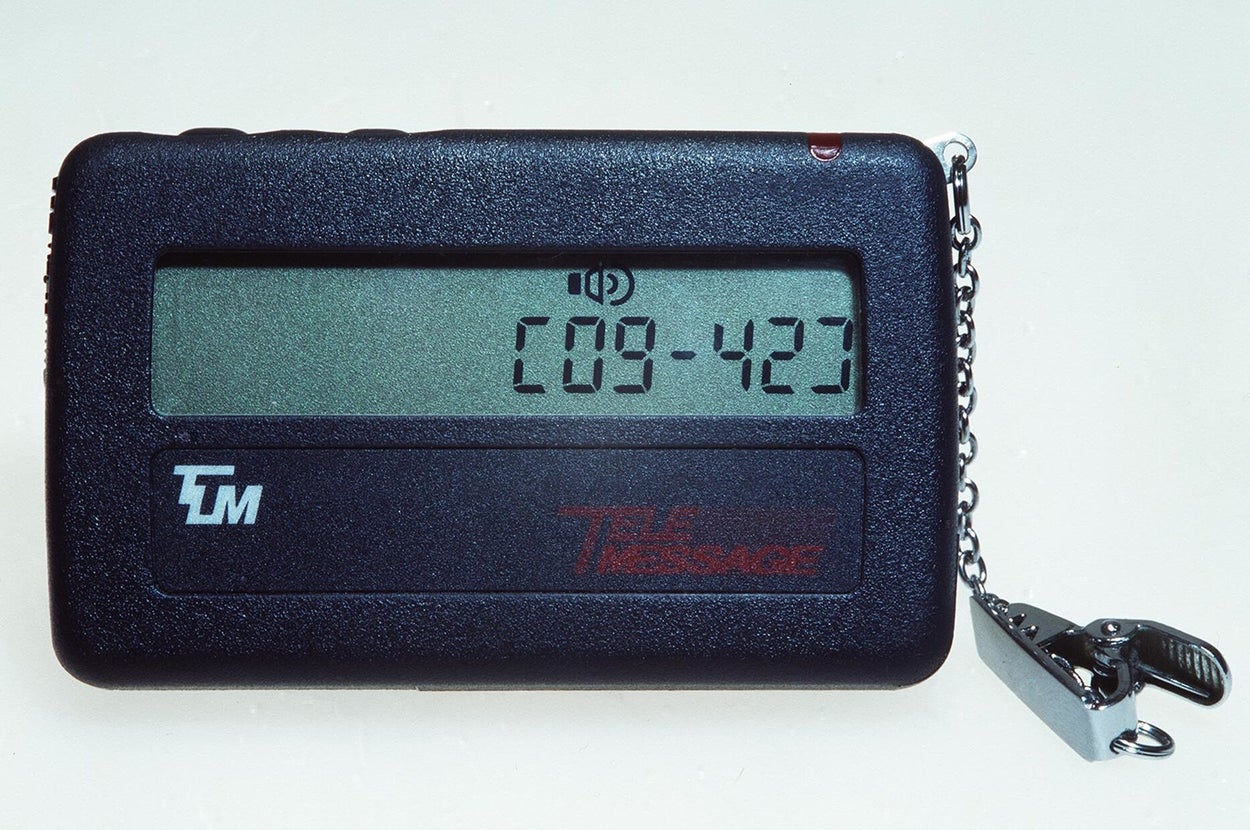 [09-42]
TLM
TELE
MESSAGE